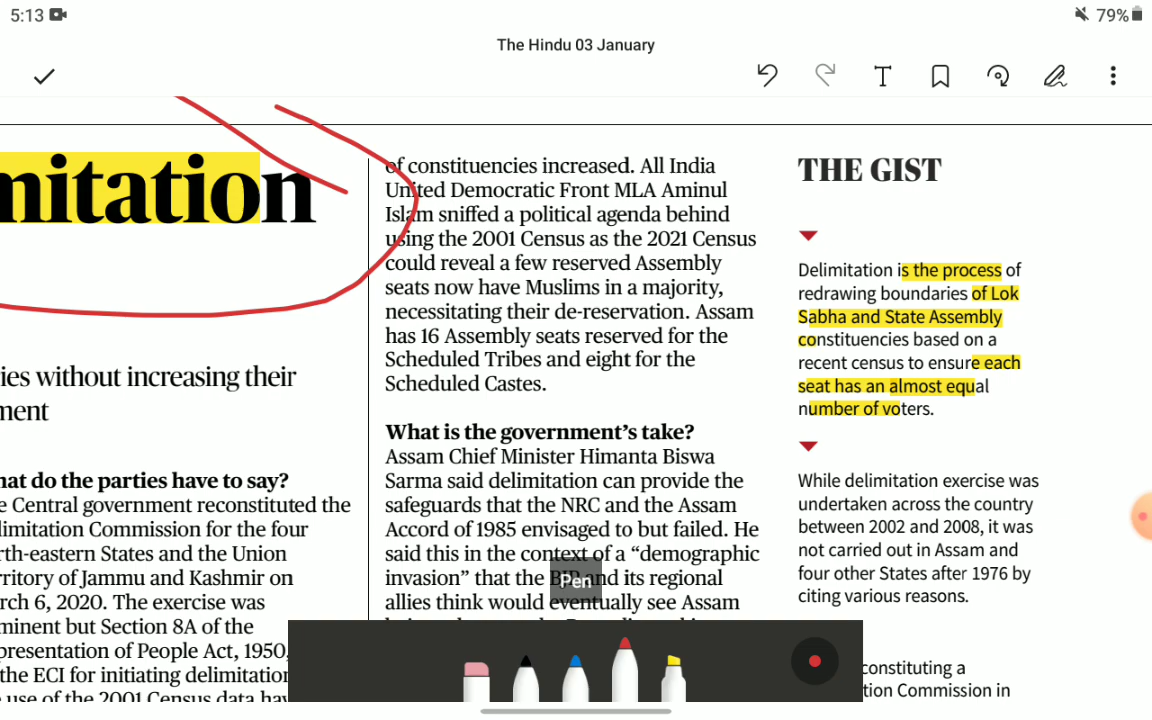 5:13
79%
The Hindu 03 January
mitation
ies without increasing their
ment
hat do the parties have to say?
e Central government reconstituted the
limitation Commission for the four
rth-eastern States and the Union
rritory of Jammu and Kashmir on
rch 6, 2020. The exercise was
minent but Section 8A of the
presentation of People Act, 1950,
the ECI for initiating delimitation
use of the 2001 Census data hav
of constituencies increased. All India
United Democratic Front MLA Aminul
Islam sniffed a political agenda behind
using the 2001 Census as the 2021 Census
could reveal a few reserved Assembly
seats now have Muslims in a majority,
necessitating their de-reservation. Assam
has 16 Assembly seats reserved for the
Scheduled Tribes and eight for the
Scheduled Castes.
What is the government's take?
Assam Chief Minister Himanta Biswa
Sarma said delimitation can provide the
safeguards that the NRC and the Assam
Accord of 1985 envisaged to but failed. He
said this in the context of a “demographic
invasion” that the BJP and its regional
allies think would eventually see Assam
Pen
THE GIST
Delimitation is the process of
redrawing boundaries of Lok
Sabha and State Assembly
constituencies based on a
recent census to ensure each
seat has an almost equal
number of voters.
While delimitation exercise was
undertaken across the country
between 2002 and 2008, it was
not carried out in Assam and
four other States after 1976 by
citing various reasons.
constituting a
tion Commission in